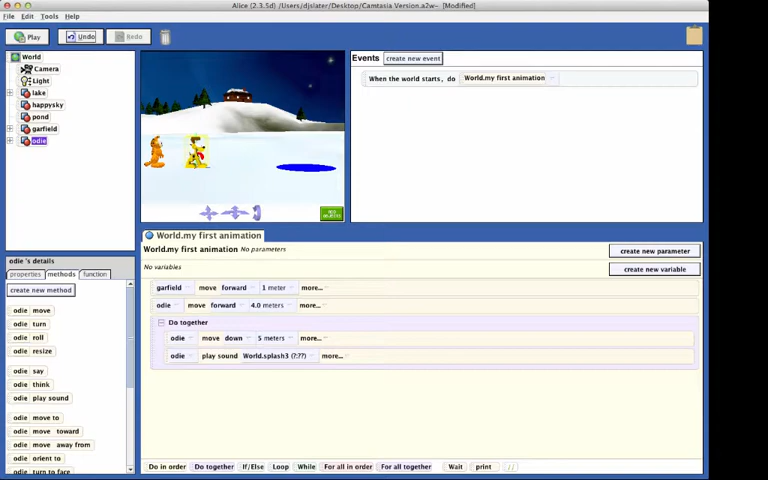 Alice (2.3.5d) /Users/djslater/Desktop/Camtasia Version.a2w~ [Modified]
File Edit Tools Help
Play Undo Redo
World
Camera
Light
lake
happysky
pond
garfield
odie
Events create new event
When the world starts, do World.my first animation
odie 's details
properties methods function
create new method
odie move
odie turn
odie roll
odie resize
odie say
odie think
odie play sound
odie move to
odie move toward
odie move away from
odie orient to
odie turn to face
World.my first animation
World.my first animation No parameters
create new parameter
No variables
create new variable
garfield move forward 1 meter more...
odie move forward 4.0 meters more...
Do together
odie move down 5 meters more...
odie play sound World.splash3 (?:??) more...
Do in order Do together If/Else Loop While For all in order For all together Wait print //